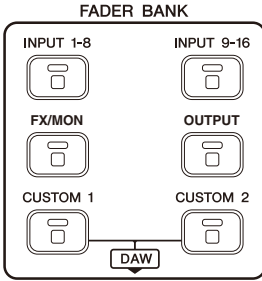 FADER BANK
INPUT 1-8 INPUT 9-16
FX/MON OUTPUT
CUSTOM 1 CUSTOM 2
DAW